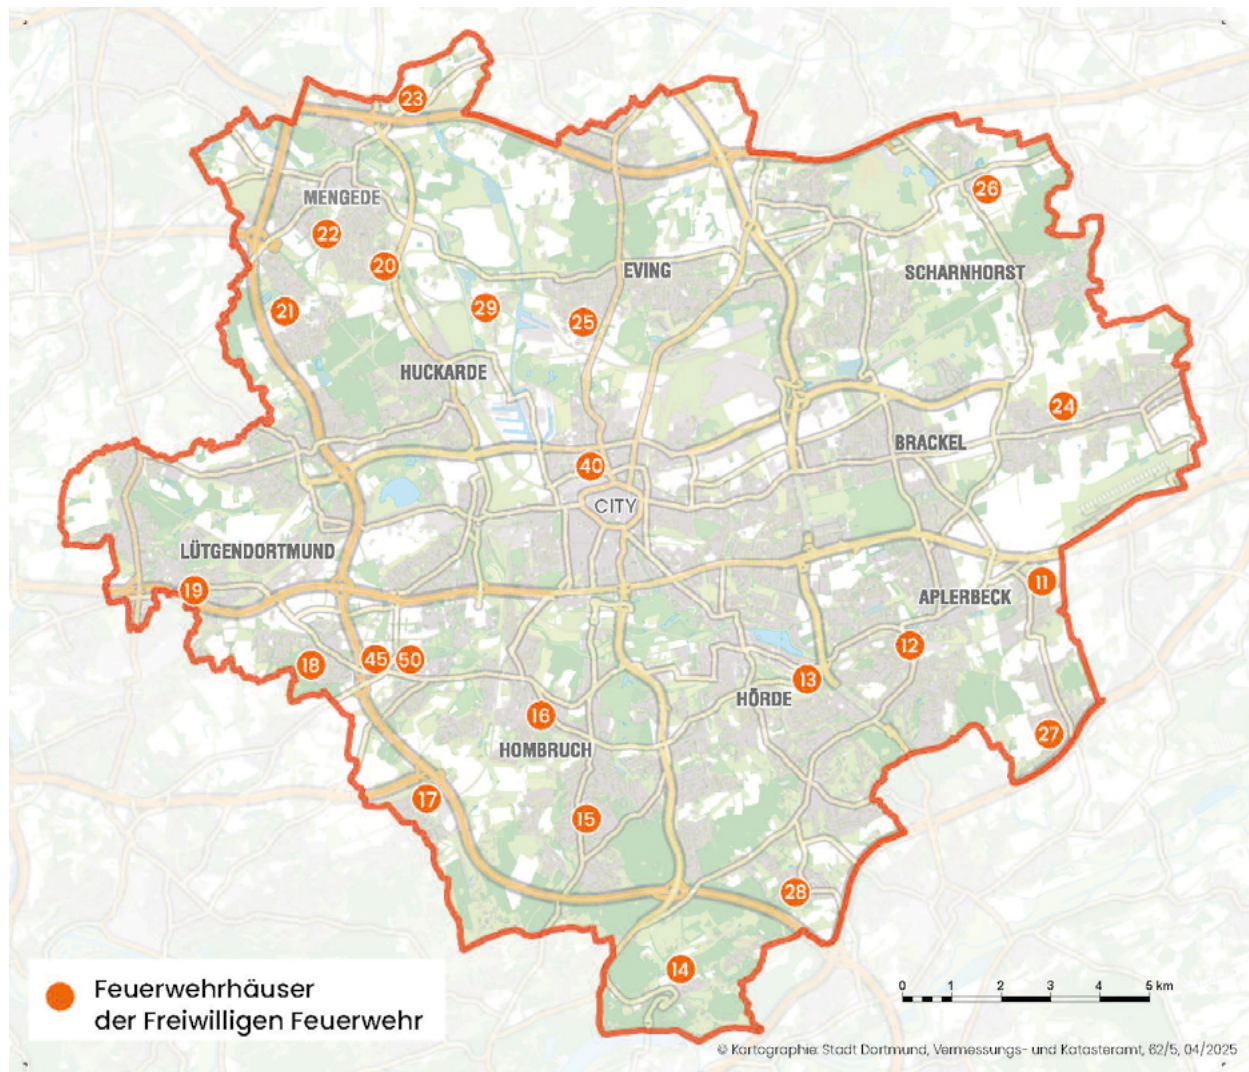 23
26
MENGEDE
22
20
EVING
SCHARNHORST
21
29
25
HUCKARDE
24
BRACKEL
40
CITY
LÜTGENDORTMUND
19
11
APLERBECK
12
18
45
50
13
HÖRDE
16
HOMBRUCH
27
17
15
28
14
Feuerwehrhäuser
der Freiwilligen Feuerwehr
0 1 2 3 4 5 km
© Kartographie: Stadt Dortmund, Vermessungs- und Katasteramt, 62/5, 04/2025